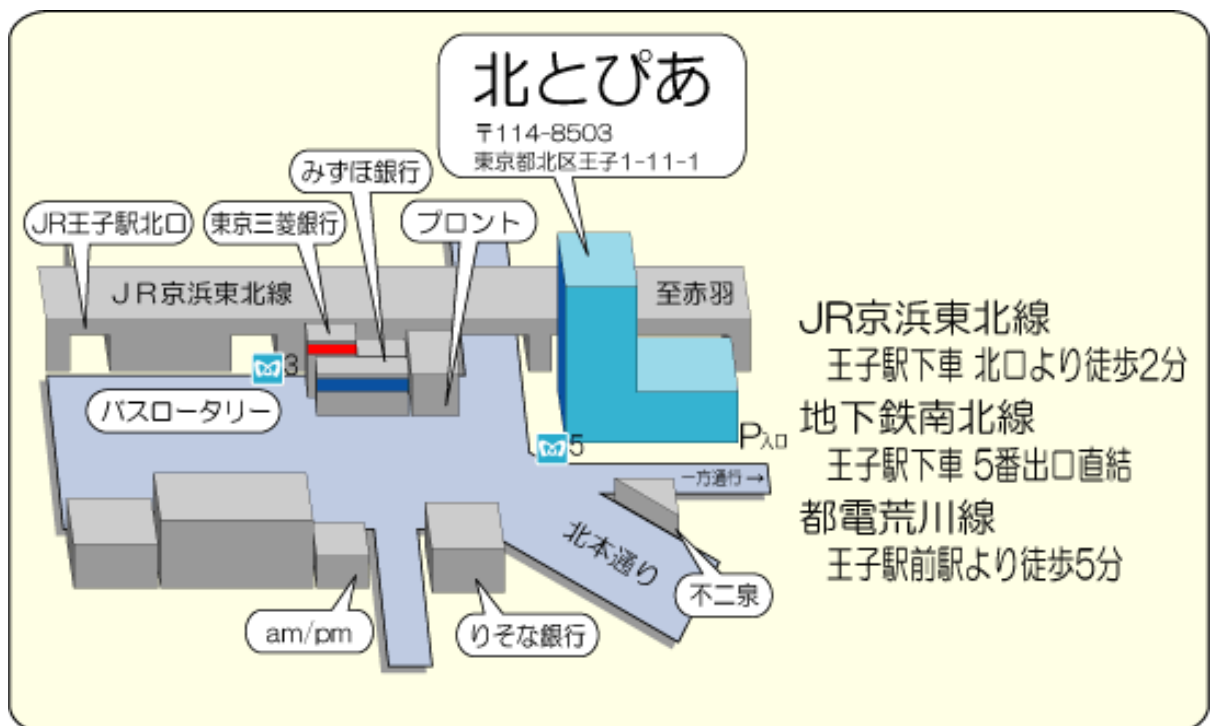 北とぴあ
〒114-8503
東京都北区王子1-11-1
みずほ銀行
JR王子駅北口
東京三菱銀行
プロント
JR京浜東北線
至赤羽
3
バスロータリー
5
P入口
一方通行→
北本通り
不二泉
am/pm
りそな銀行
JR京浜東北線
王子駅下車 北口より徒歩2分
地下鉄南北線
王子駅下車 5番出口直結
都電荒川線
王子駅前駅より徒歩5分